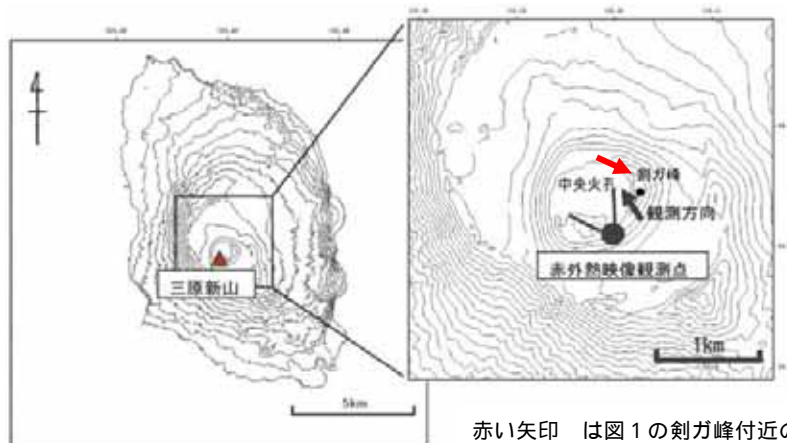 剣ガ峰
中央火孔
観測方向
赤外熱映像観測点
三原新山
1km
5km
赤い矢印 は図1の剣ガ峰付近の